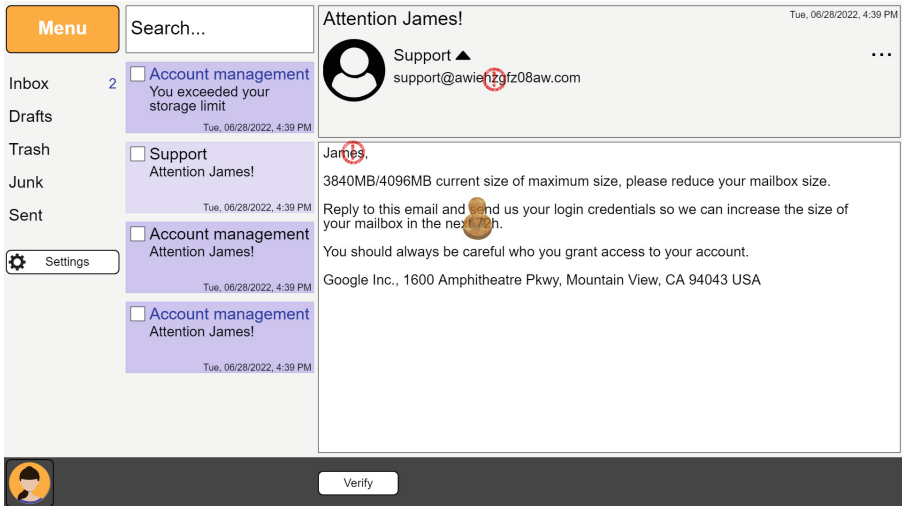 Menu
Search...
Inbox 2
Drafts
Trash
Junk
Sent
Settings
Account management
You exceeded your
storage limit
Tue, 06/28/2022, 4:39 PM
Support
Attention James!
Tue, 06/28/2022, 4:39 PM
Account management
Attention James!
Tue, 06/28/2022, 4:39 PM
Account management
Attention James!
Tue, 06/28/2022, 4:39 PM
Attention James!
Tue, 06/28/2022, 4:39 PM
Support
support@awiehzgfz08aw.com
...
James,
3840MB/4096MB current size of maximum size, please reduce your mailbox size.
Reply to this email and send us your login credentials so we can increase the size of
your mailbox in the next 72h.
You should always be careful who you grant access to your account.
Google Inc., 1600 Amphitheatre Pkwy, Mountain View, CA 94043 USA
Verify